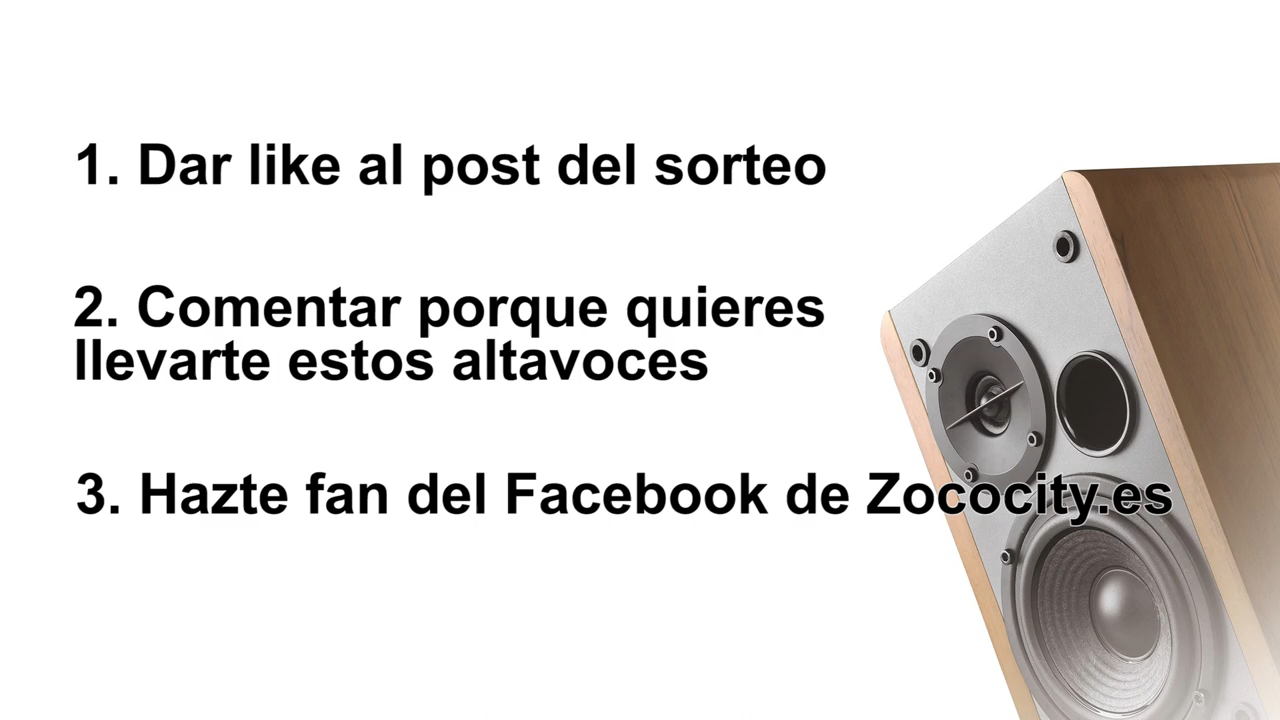 1. Dar like al post del sorteo
2. Comentar porque quieres
llevarte estos altavoces
3. Hazte fan del Facebook de Zococity.es